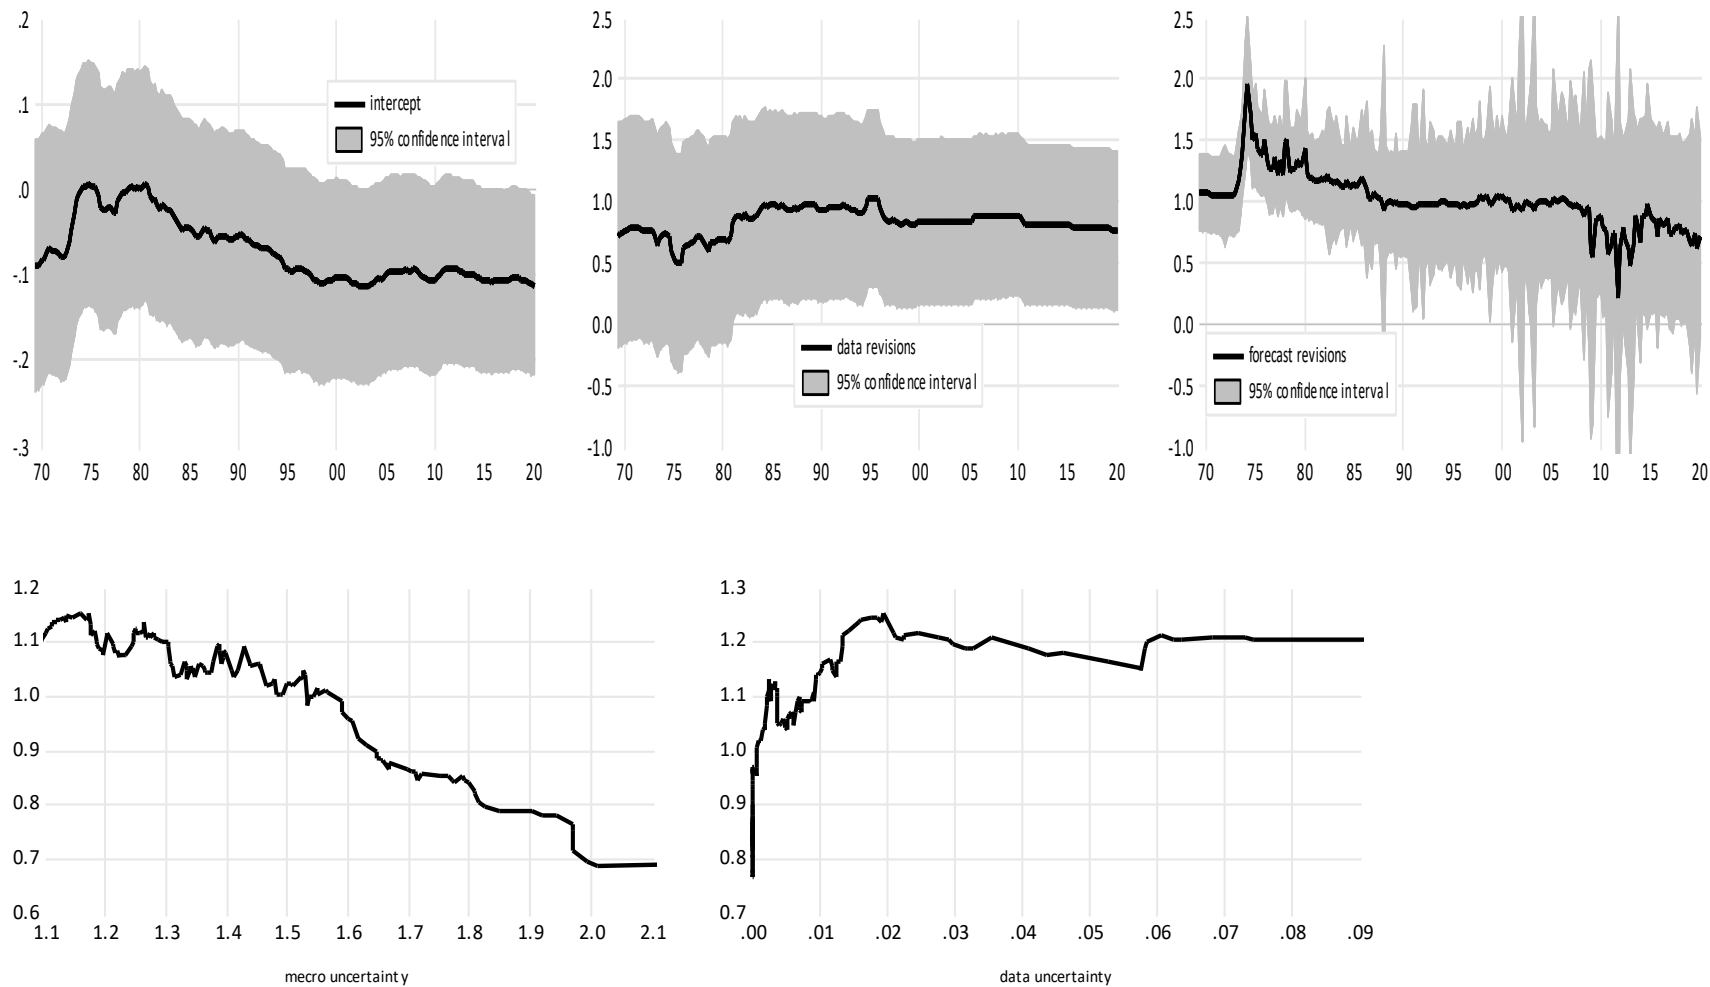 .2
.1
.0
-.1
-.2
-.3
intercept
95% confidence interval
70 75 80 85 90 95 00 05 10 15 20
2.5
2.0
1.5
1.0
0.5
0.0
-0.5
-1.0
data revisions
95% confidence interval
70 75 80 85 90 95 00 05 10 15 20
2.5
2.0
1.5
1.0
0.5
0.0
-0.5
-1.0
forecast revisions
95% confidence interval
70 75 80 85 90 95 00 05 10 15 20
1.2
1.1
1.0
0.9
0.8
0.7
0.6
1.1 1.2 1.3 1.4 1.5 1.6 1.7 1.8 1.9 2.0 2.1
mecro uncertainty
1.3
1.2
1.1
1.0
0.9
0.8
0.7
.00 .01 .02 .03 .04 .05 .06 .07 .08 .09
data uncertainty